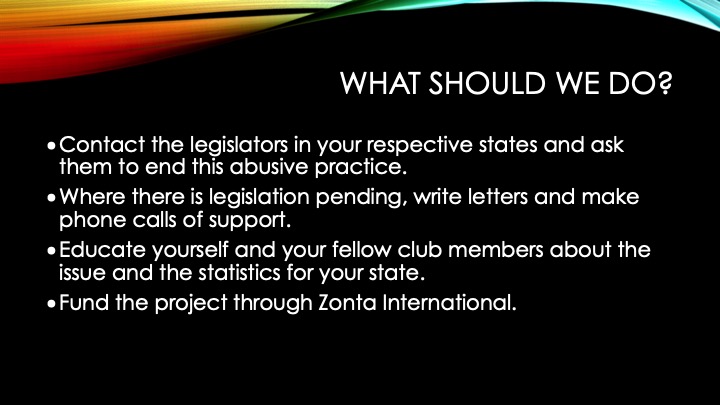 WHAT SHOULD WE DO?
•Contact the legislators in your respective states and ask
them to end this abusive practice.
•Where there is legislation pending, write letters and make
phone calls of support.
•Educate yourself and your fellow club members about the
issue and the statistics for your state.
•Fund the project through Zonta International.